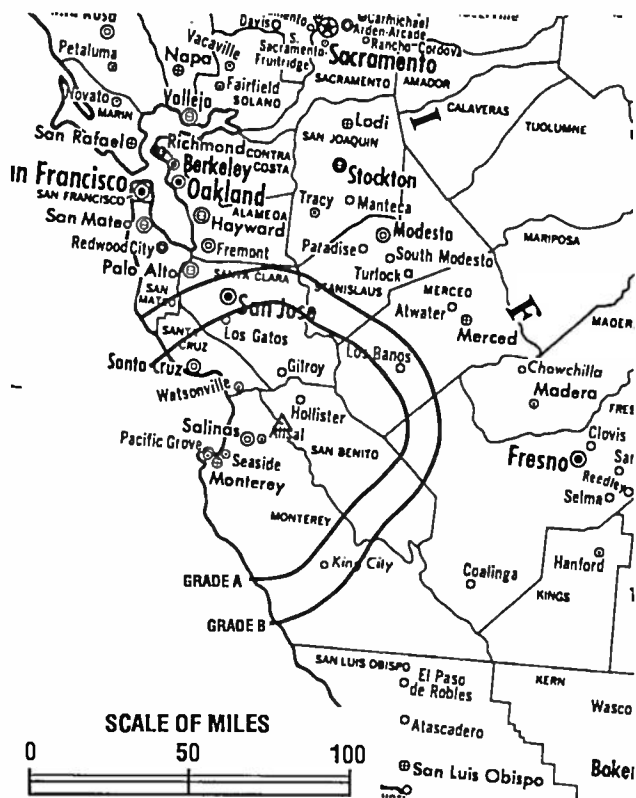 Petaluma
Napa
Vacaville
Davis
S.
Sacramento-
Fruitridge
Carmichael
Arden-Arcade
Rancho-Cordova
Sacramento
SACRAMENTO
AMADOR
Novato
MARIN
Vallejo
Fairfield
SOLANO
CALAVERAS
TUOLUMNE
San Rafael
Richmond
CONTRA
COSTA
Berkeley
Oakland
Lodi
SAN JOAQUIN
Stockton
San Francisco
SAN FRANCISCO
ALAMEDA
Hayward
Tracy
Manteca
San Mateo
Modesto
MARIPOSA
Redwood City
Fremont
Paradise
South Modesto
Turlock
Palo Alto
SANTA CLARA
STANISLAUS
SAN
MATEO
San Jose
MERCED
Atwater
Merced
SANTA
CRUZ
Los Gatos
Los Banos
Chowchilla
Madera
Santa Cruz
Gilroy
Watsonville
Hollister
Salinas
Alisal
SAN BENITO
Clovis
Pacific Grove
Seaside
Monterey
Fresno
Reedley
Selma
MONTEREY
King City
Coalinga
Hanford
KINGS
GRADE A
GRADE B
SAN LUIS OBISPO
El Paso
de Robles
KERN
Wasco
Atascadero
San Luis Obispo
SCALE OF MILES
0 50 100